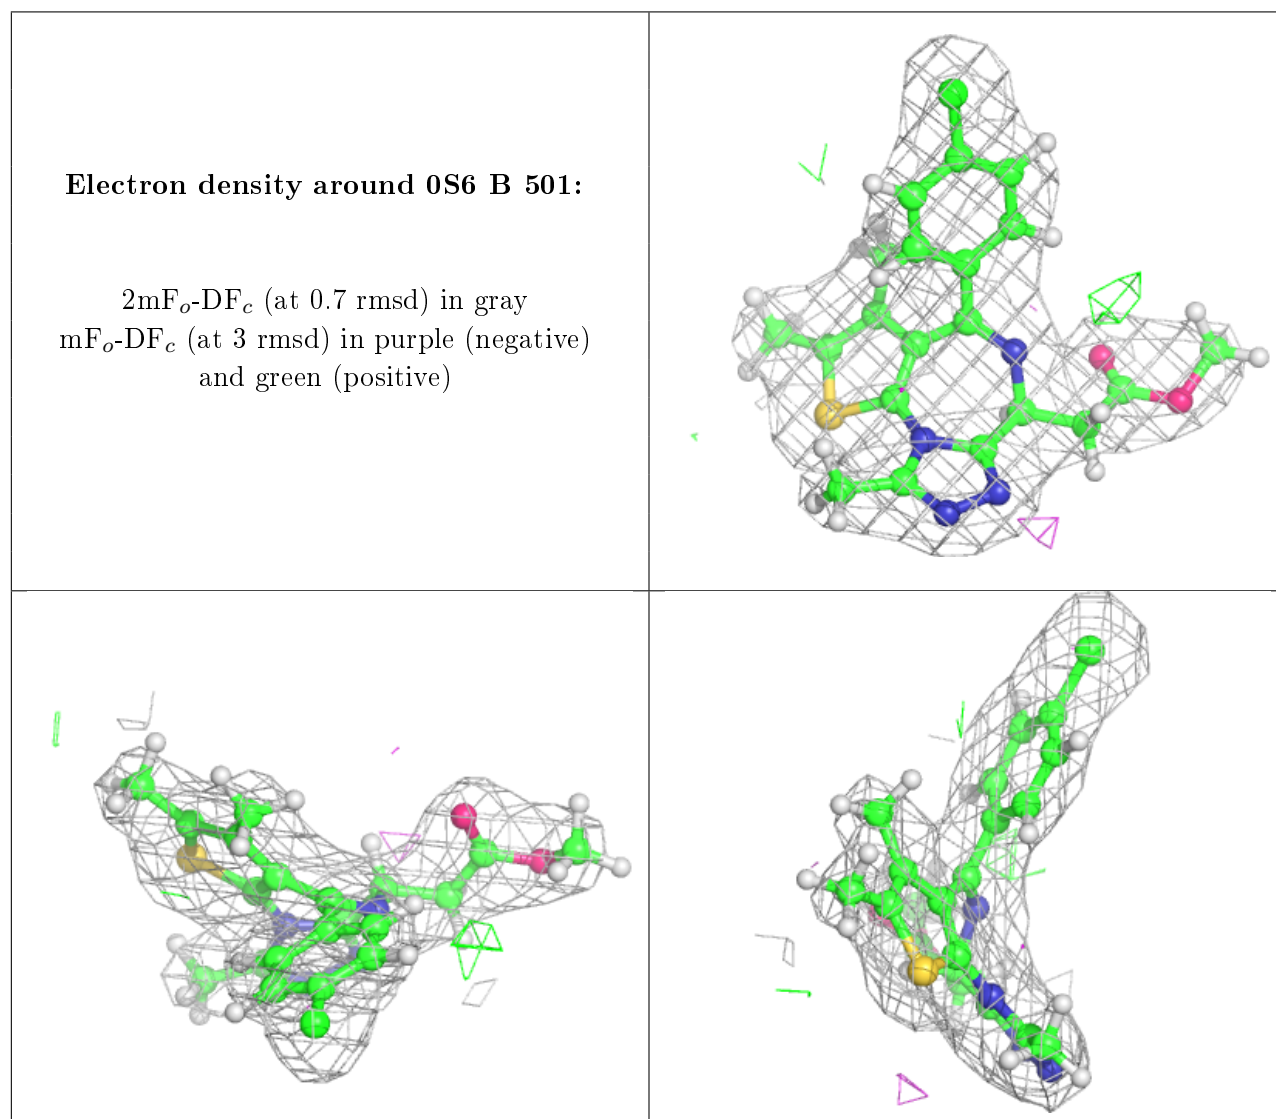 Electron density around 0S6 B 501:
2mFo-DFc (at 0.7 rmsd) in gray
mFo-DFc (at 3 rmsd) in purple (negative)
and green (positive)